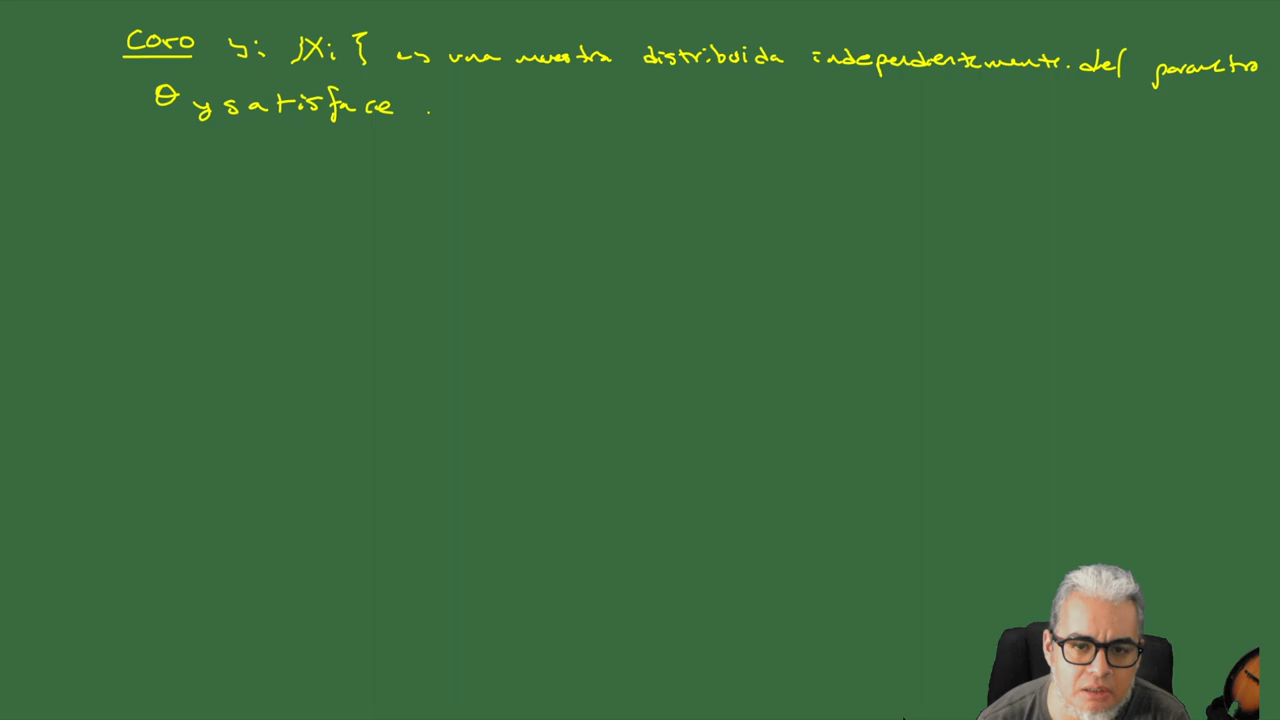 Coro si {Xi} es una muestra distribuida independientemente. del parametro
θ y satisface .